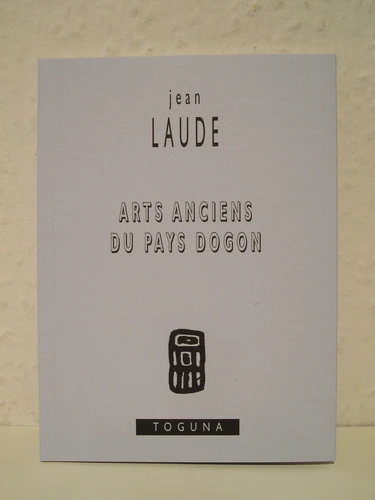 jean
LAUDE
ARTS ANCIENS
DU PAYS DOGON
TOGUNA